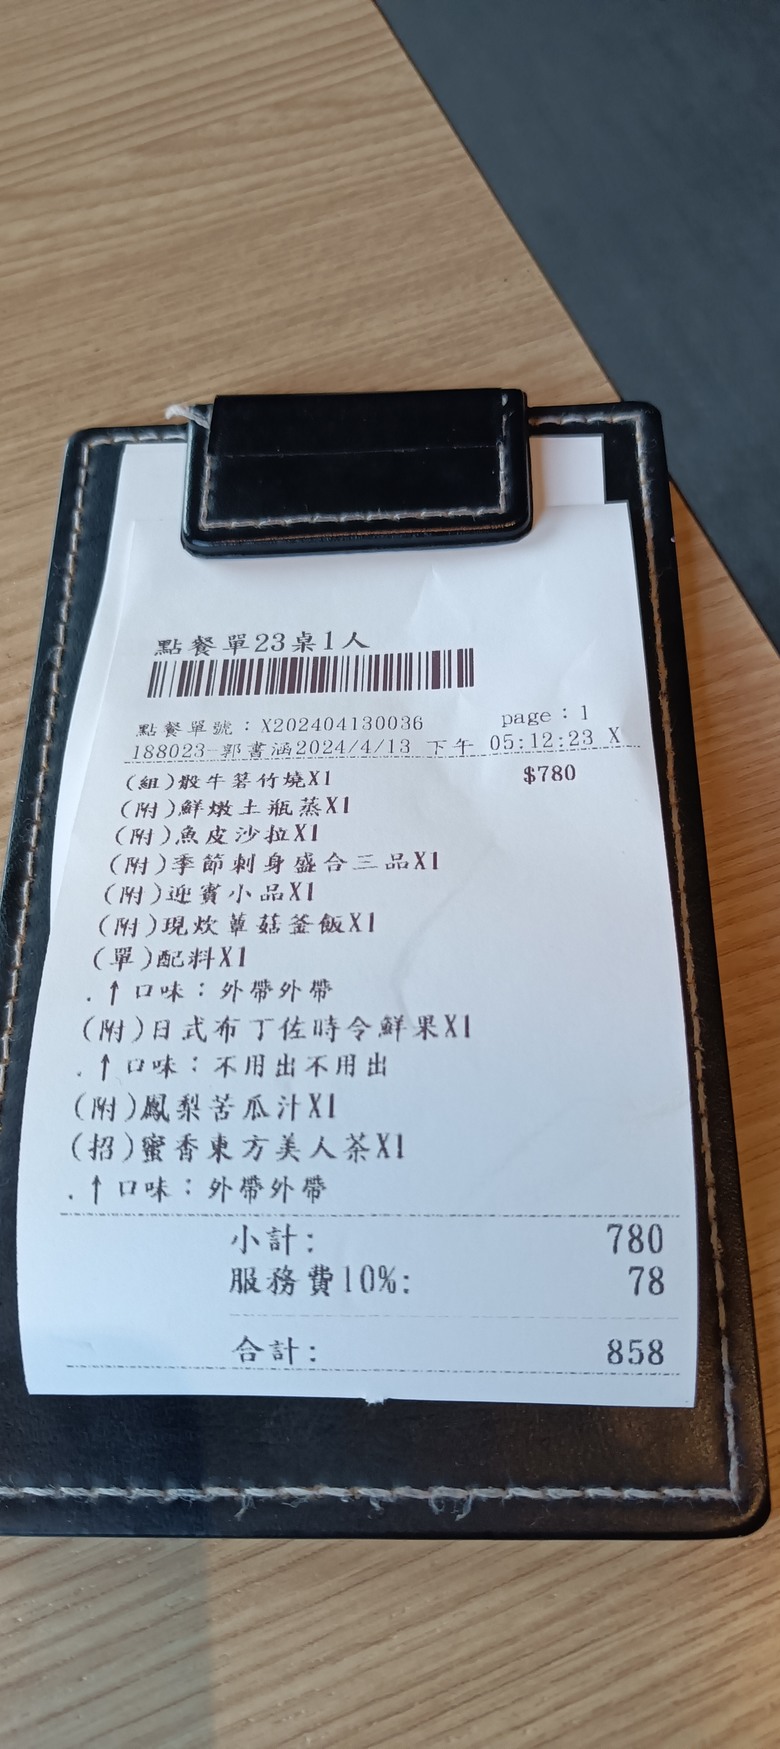 點餐單23桌1人
點餐單號：X202404130036 page：1
188023-郭書涵2024/4/13 下午 05:12:23 X
(組)骰牛箬竹燒X1 $780
(附)鮮燉土瓶蒸X1
(附)魚皮沙拉X1
(附)季節刺身盛合三品X1
(附)迎賓小品X1
(附)現炊蕈菇釜飯X1
(單)配料X1
.↑口味：外帶外帶
(附)日式布丁佐時令鮮果X1
.↑口味：不用出不用出
(附)鳳梨苦瓜汁X1
(招)蜜香東方美人茶X1
.↑口味：外帶外帶
小計: 780
服務費10%: 78
合計: 858